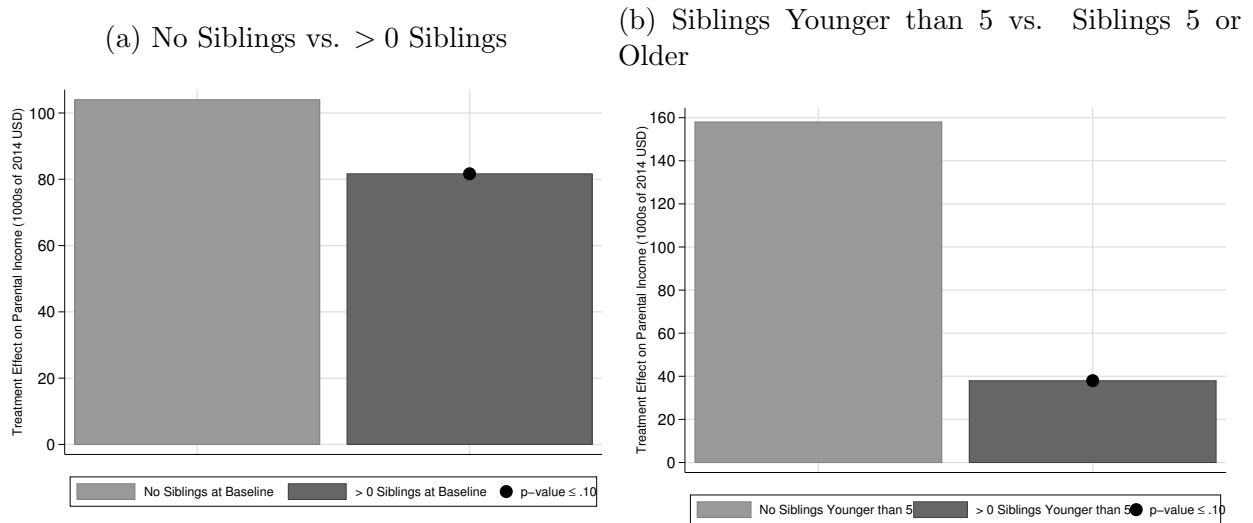 (a) No Siblings vs. > 0 Siblings
Treatment Effect on Parental Income (1000s of 2014 USD)
100
80
60
40
20
0
No Siblings at Baseline
> 0 Siblings at Baseline
p-value ≤ .10
(b) Siblings Younger than 5 vs. Siblings 5 or
Older
Treatment Effect on Parental Income (1000s of 2014 USD)
160
140
120
100
80
60
40
20
0
No Siblings Younger than 5
> 0 Siblings Younger than 5
p-value ≤ .10